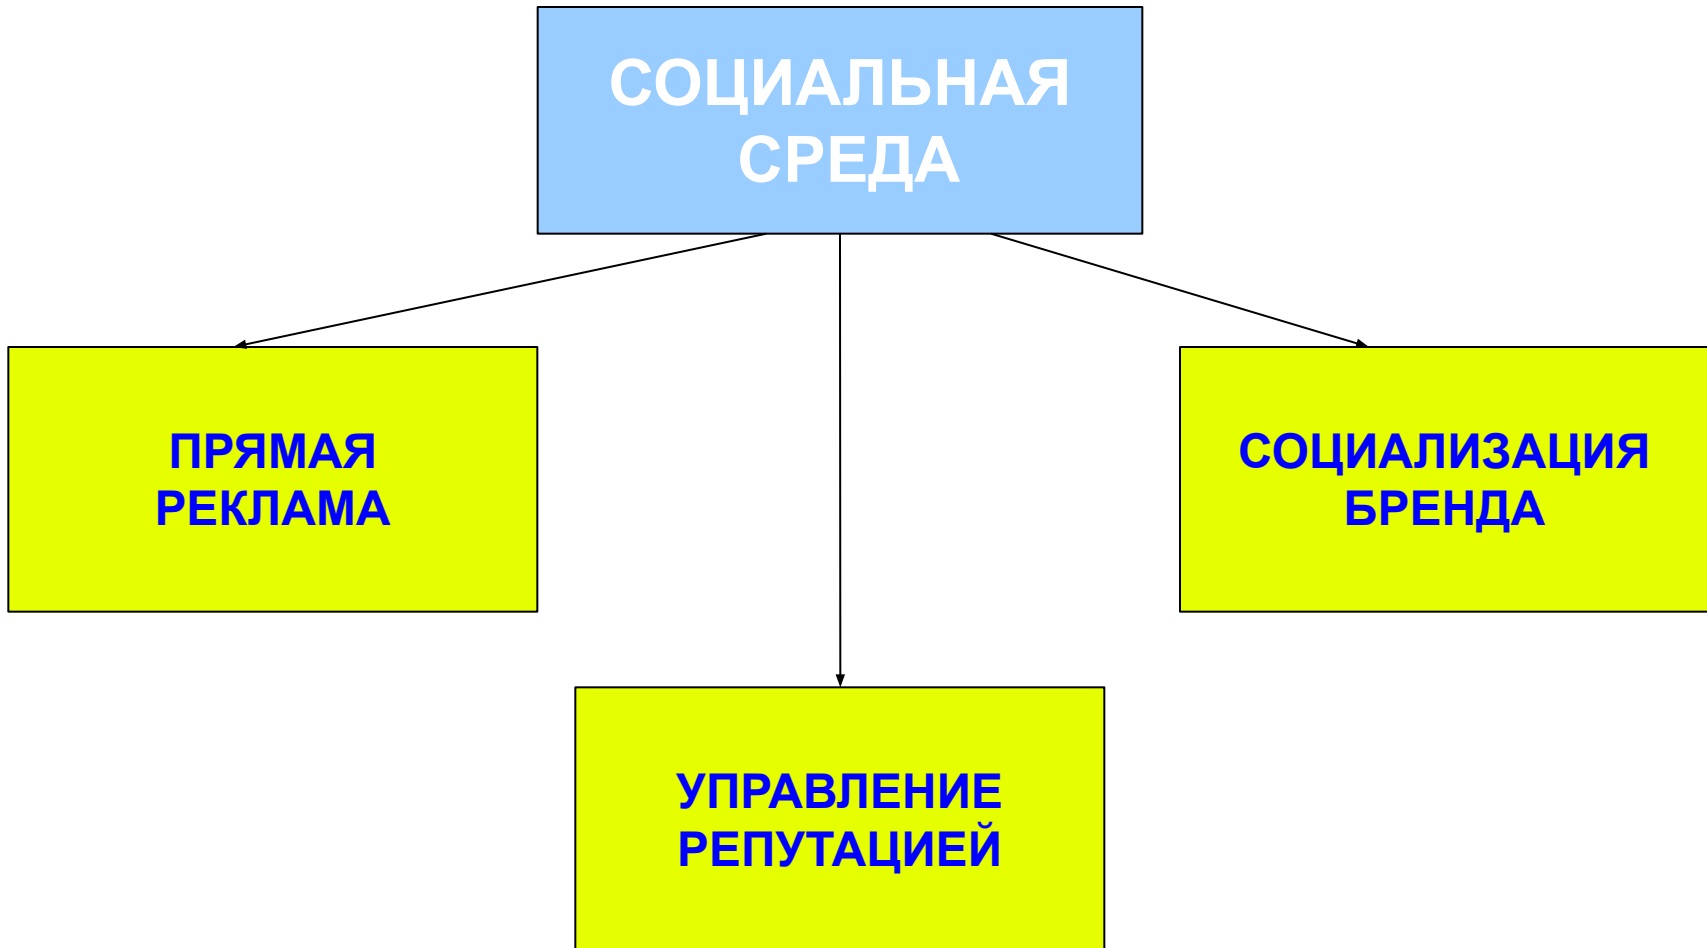 СОЦИАЛЬНАЯ
СРЕДА
ПРЯМАЯ
РЕКЛАМА
СОЦИАЛИЗАЦИЯ
БРЕНДА
УПРАВЛЕНИЕ
РЕПУТАЦИЕЙ